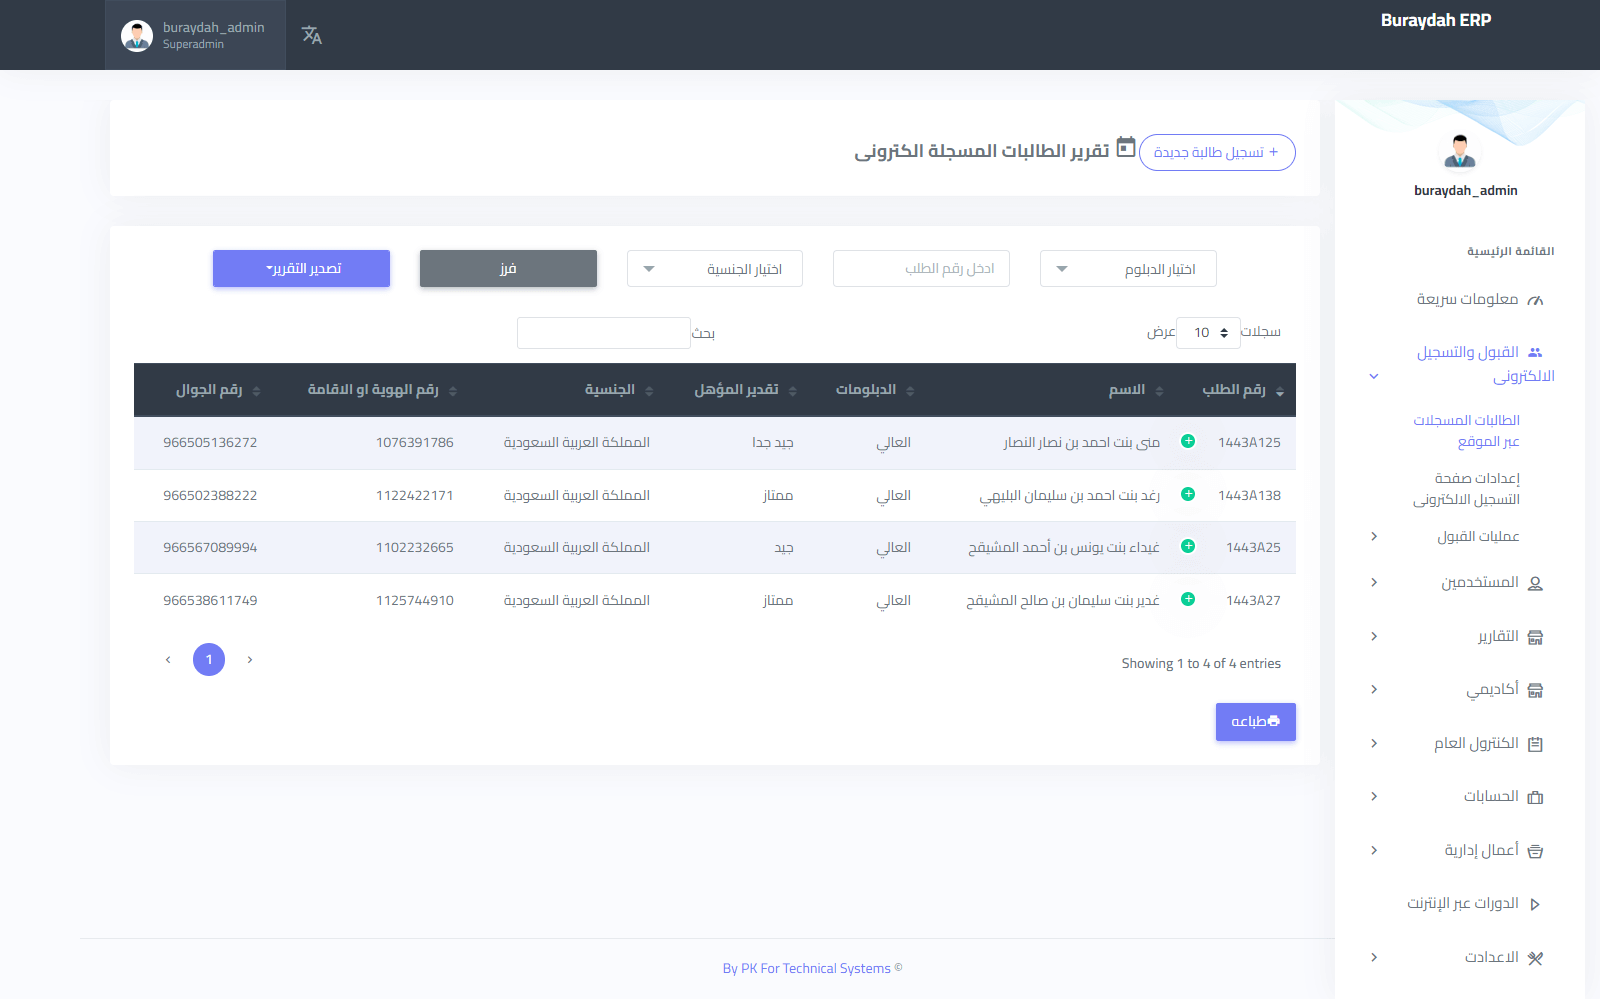 Buraydah ERP
buraydah_admin
Superadmin
+ تسجيل طالبة جديدة
تقرير الطالبات المسجلة الكترونى
اختيار الدبلوم
ادخل رقم الطلب
اختيار الجنسية
فرز
تصدير التقرير
سجلات 10 عرض
بحث
رقم الطلب الاسم الدبلومات تقدير المؤهل الجنسية رقم الهوية او الاقامة رقم الجوال
1443A125 منى بنت احمد بن نصار النصار العالي جيد جدا المملكة العربية السعودية 1076391786 966505136272
1443A138 رغد بنت احمد بن سليمان البليهي العالي ممتاز المملكة العربية السعودية 1122422171 966502388222
1443A25 غيداء بنت يونس بن أحمد المشيقح العالي جيد المملكة العربية السعودية 1102232665 966567089994
1443A27 غدير بنت سليمان بن صالح المشيقح العالي ممتاز المملكة العربية السعودية 1125744910 966538611749
Showing 1 to 4 of 4 entries
1
طباعه
buraydah_admin
القائمة الرئيسية
معلومات سريعة
القبول والتسجيل
الالكترونى
الطالبات المسجلات
عبر الموقع
إعدادات صفحة
التسجيل الالكترونى
عمليات القبول
المستخدمين
التقارير
أكاديمي
الكنترول العام
الحسابات
أعمال إدارية
الدورات عبر الإنترنت
الاعدادت
By PK For Technical Systems ©